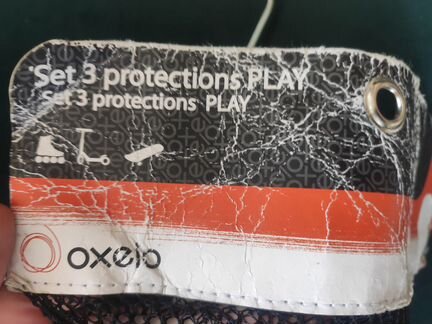 Set 3 protections PLAY
Set 3 protections PLAY
oxelo